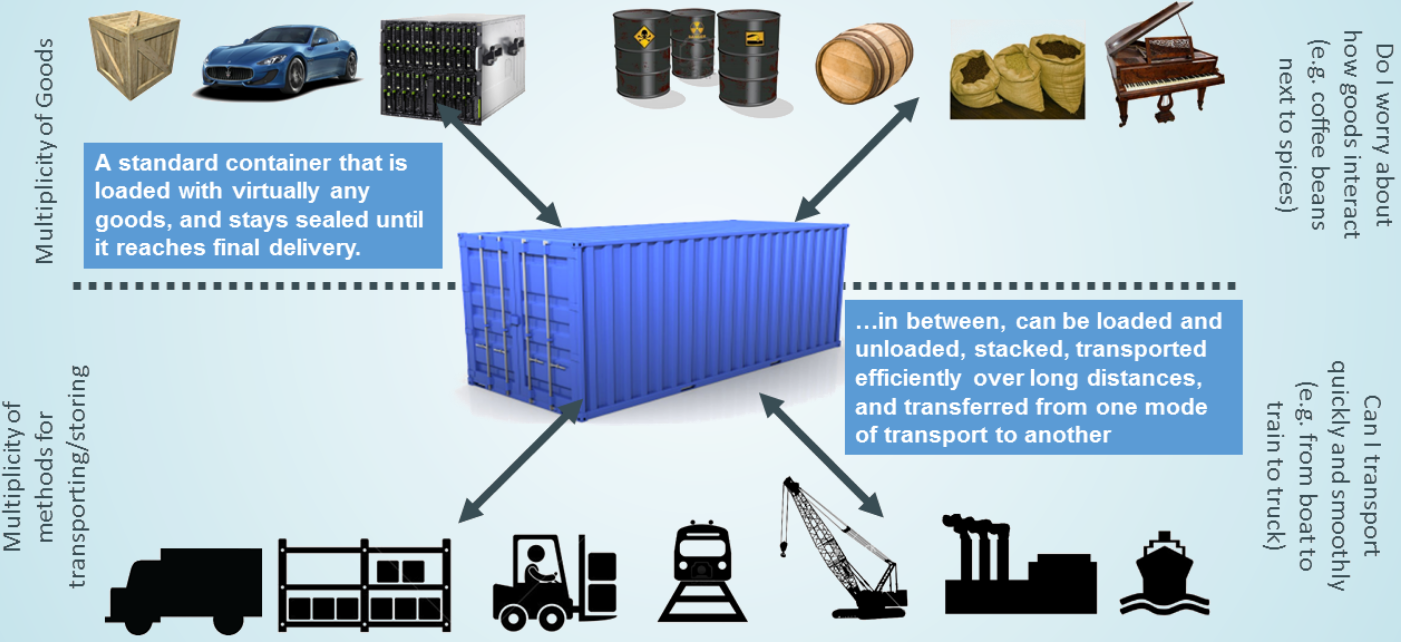 Multiplicity of Goods
A standard container that is
loaded with virtually any
goods, and stays sealed until
it reaches final delivery.
Do I worry about
how goods interact
(e.g. coffee beans
next to spices)
Multiplicity of
methods for
transporting/storing
…in between, can be loaded and
unloaded, stacked, transported
efficiently over long distances,
and transferred from one mode
of transport to another
Can I transport
quickly and smoothly
(e.g. from boat to
train to truck)